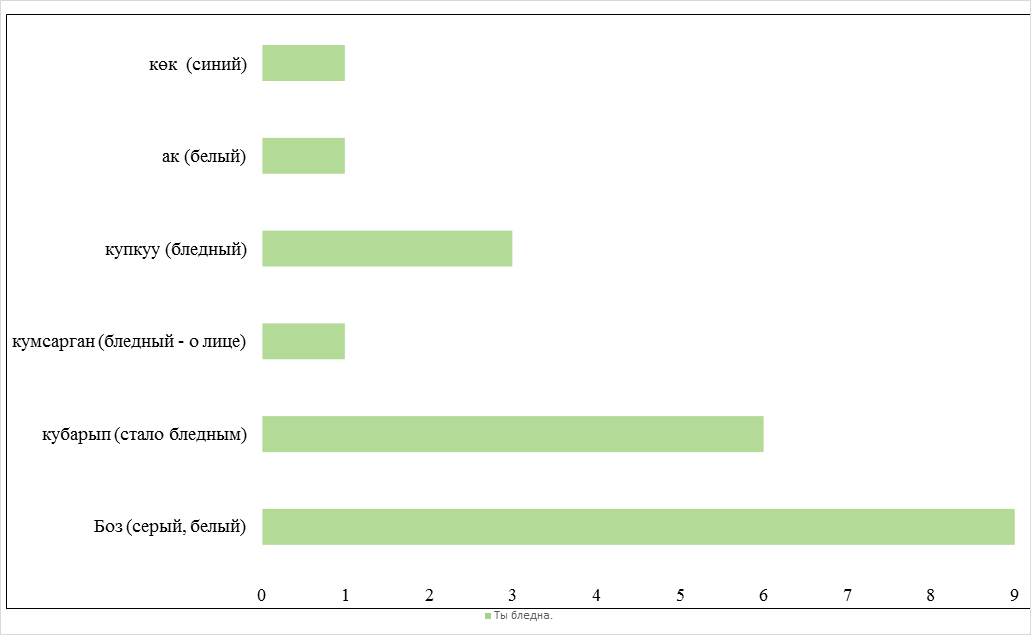 көк (синий)
ак (белый)
купкуу (бледный)
кумсарган (бледный - о лице)
кубарып (стало бледным)
Боз (серый, белый)
0 1 2 3 4 5 6 7 8 9
Ты бледна.